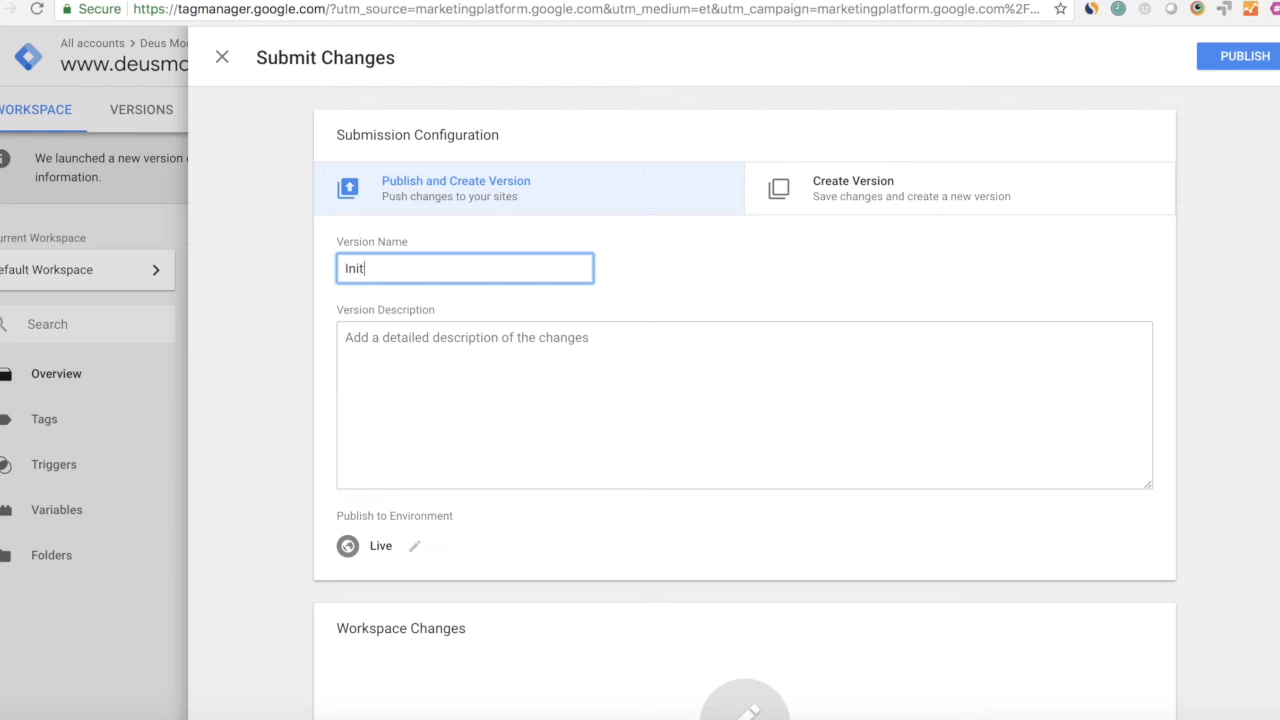 Secure https://tagmanager.google.com/?utm_source=marketingplatform.google.com&utm_medium=et&utm_campaign=marketingplatform.google.com%2F...
All accounts > Deus Mo
www.deusmo
Submit Changes
PUBLISH
WORKSPACE VERSIONS
Submission Configuration
We launched a new version
information.
Publish and Create Version
Push changes to your sites
Create Version
Save changes and create a new version
urrent Workspace
efault Workspace
Version Name
Init
Version Description
Add a detailed description of the changes
Search
Overview
Tags
Triggers
Variables
Folders
Publish to Environment
Live
Workspace Changes